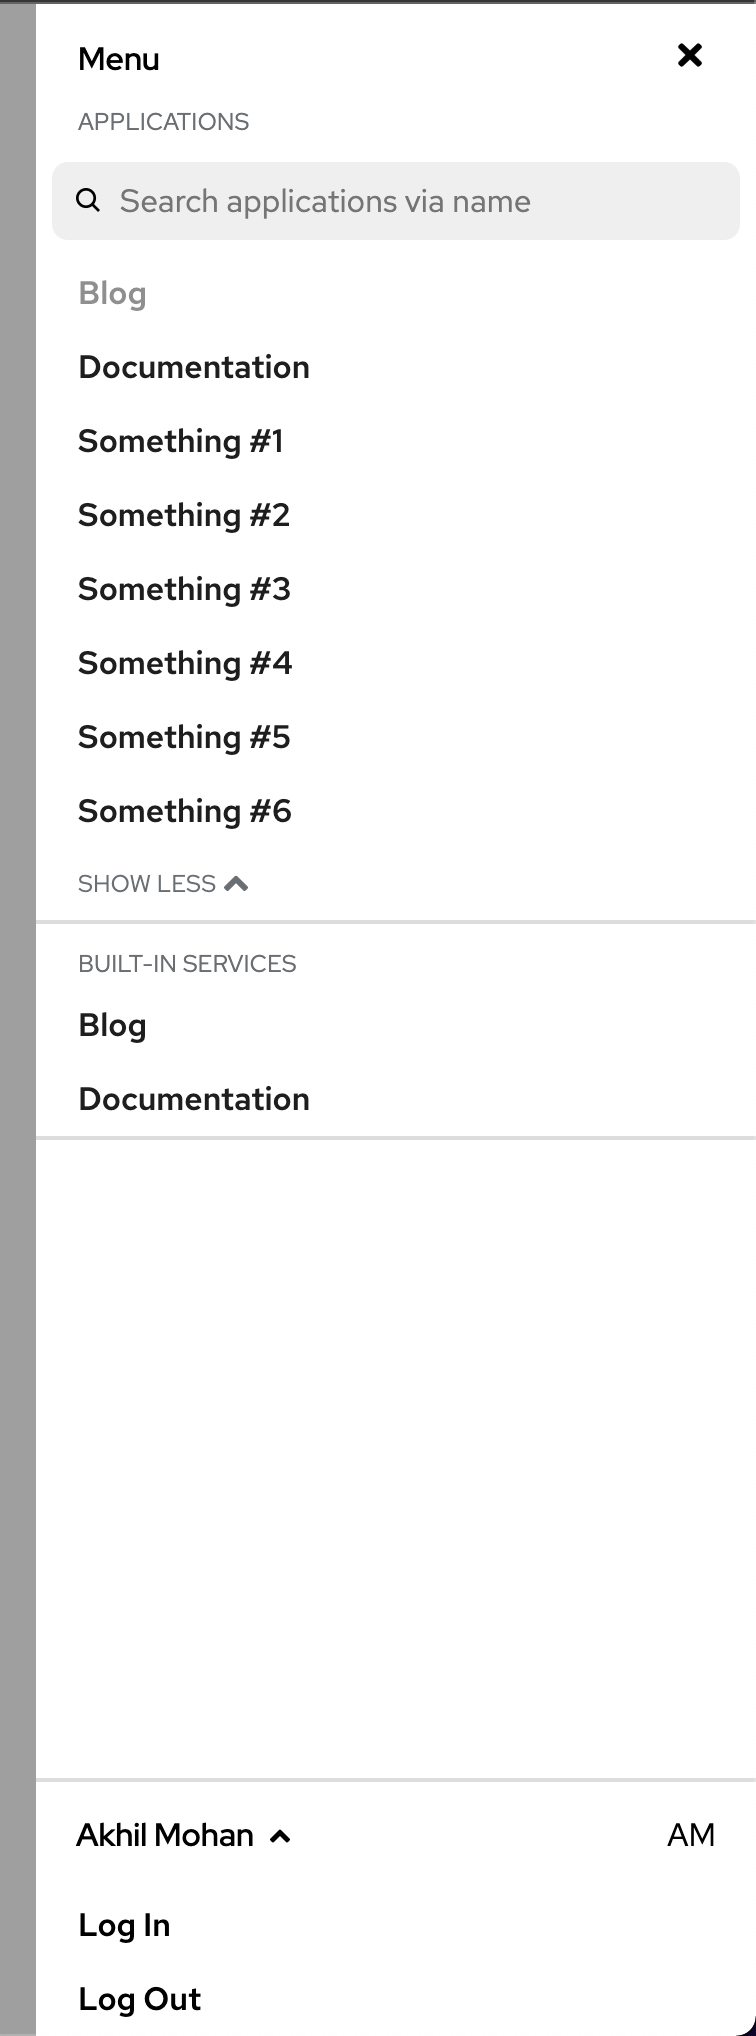 Menu
APPLICATIONS
Search applications via name
Blog
Documentation
Something #1
Something #2
Something #3
Something #4
Something #5
Something #6
SHOW LESS
BUILT-IN SERVICES
Blog
Documentation
Akhil Mohan AM
Log In
Log Out